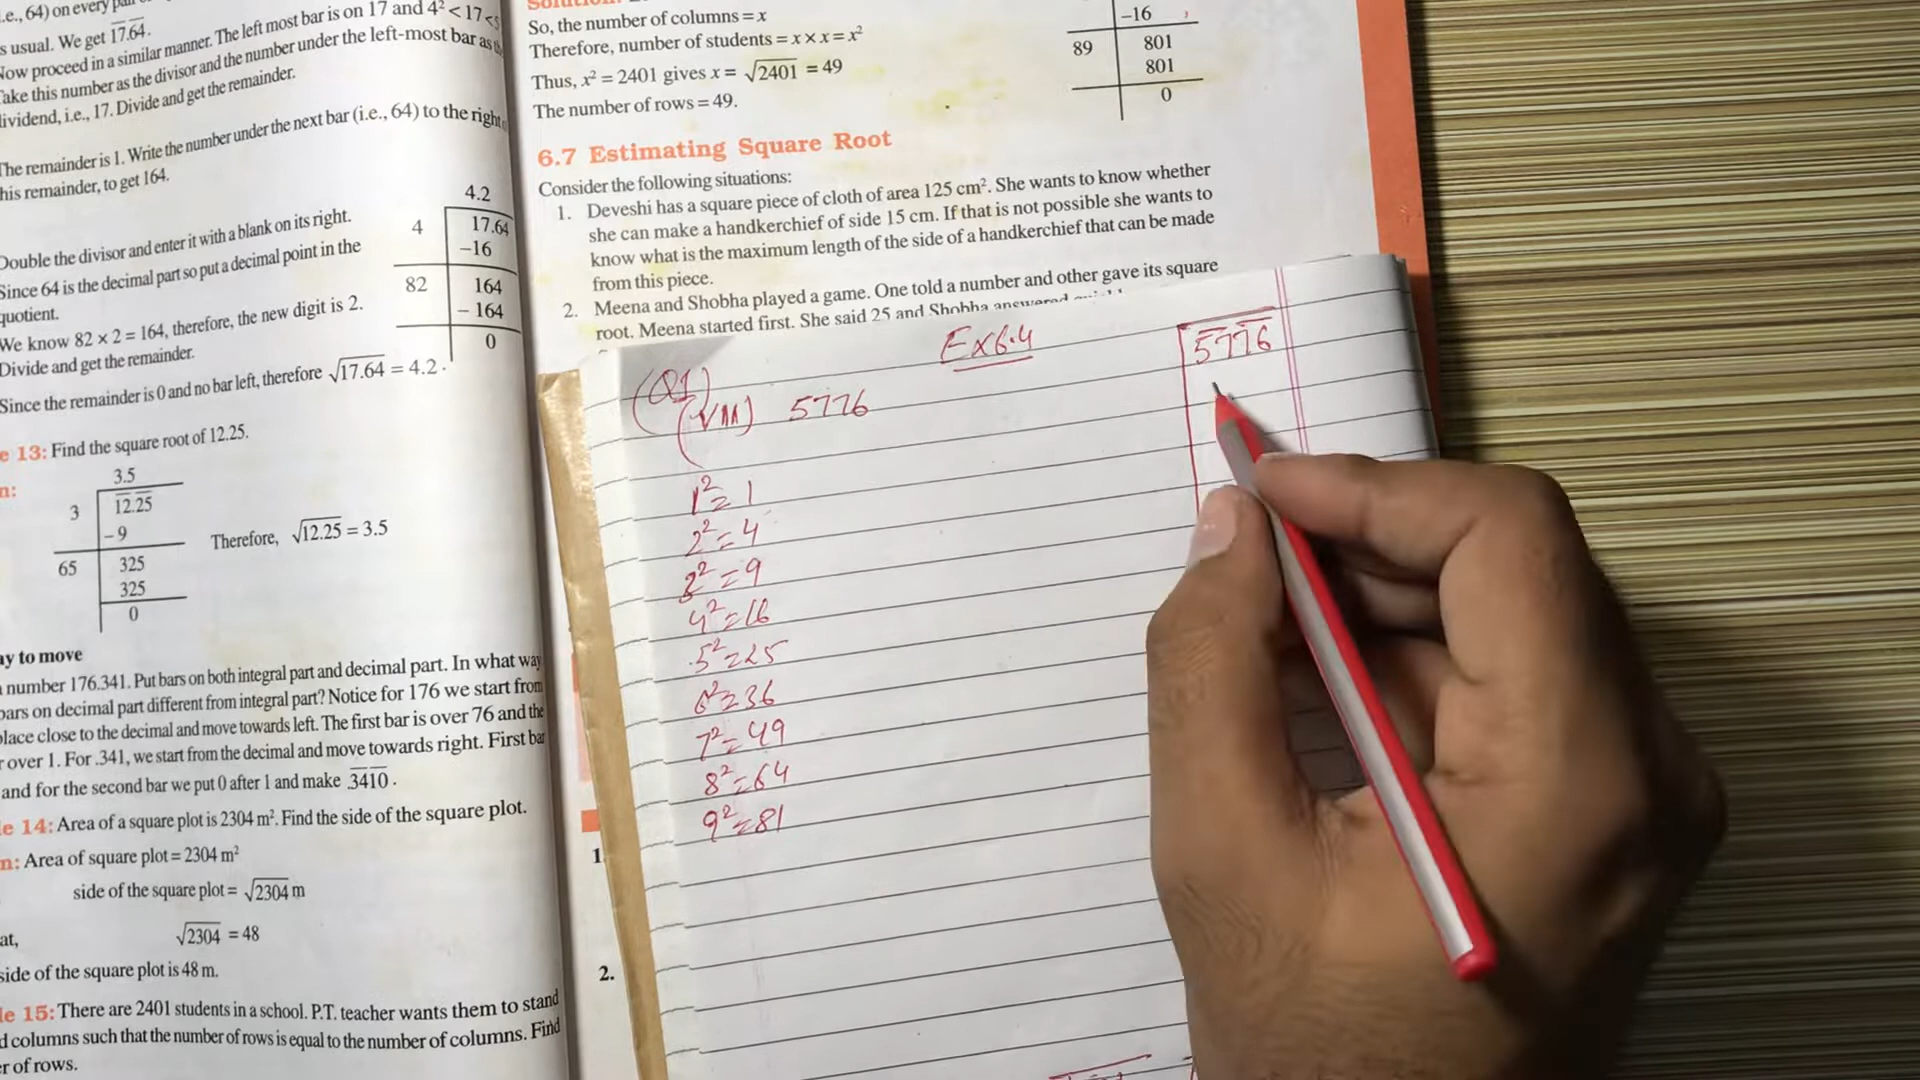 .e., 64) on every
s usual. We get 17.64.
Now proceed in a similar manner. The left most bar is on 17 and 4² < 17 <
Take this number as the divisor and the number under the left-most bar as
dividend, i.e., 17. Divide and get the remainder.
The remainder is 1. Write the number under the next bar (i.e., 64) to the right
his remainder, to get 164.
Double the divisor and enter it with a blank on its right.
Since 64 is the decimal part so put a decimal point in the
quotient.
We know 82 × 2 = 164, therefore, the new digit is 2.
Divide and get the remainder.
Since the remainder is 0 and no bar left, therefore √17.64 = 4.2.
4.2
4 17.64
–16
82 164
– 164
0
e 13: Find the square root of 12.25.
n:
3.5
3 12.25
– 9
65 325
325
0
Therefore, √12.25 = 3.5
ay to move
number 176.341. Put bars on both integral part and decimal part. In what way
bars on decimal part different from integral part? Notice for 176 we start from
place close to the decimal and move towards left. The first bar is over 76 and the
r over 1. For .341, we start from the decimal and move towards right. First bar
and for the second bar we put 0 after 1 and make .3410.
le 14: Area of a square plot is 2304 m². Find the side of the square plot.
n: Area of square plot = 2304 m²
side of the square plot = √2304 m
at, √2304 = 48
side of the square plot is 48 m.
le 15: There are 2401 students in a school. P.T. teacher wants them to stand
d columns such that the number of rows is equal to the number of columns. Find
er of rows.
So, the number of columns = x
Therefore, number of students = x × x = x²
Thus, x² = 2401 gives x = √2401 = 49
The number of rows = 49.
–16
89 801
801
0
6.7 Estimating Square Root
Consider the following situations:
1. Deveshi has a square piece of cloth of area 125 cm². She wants to know whether
she can make a handkerchief of side 15 cm. If that is not possible she wants to
know what is the maximum length of the side of a handkerchief that can be made
from this piece.
2. Meena and Shobha played a game. One told a number and other gave its square
root. Meena started first. She said 25 and Shobha answered
Ex 6.4
(Q1)
(VIII) 5776
5776
1² = 1
2² = 4
3² = 9
4² = 16
5² = 25
6² = 36
7² = 49
8² = 64
9² = 81
1.
2.